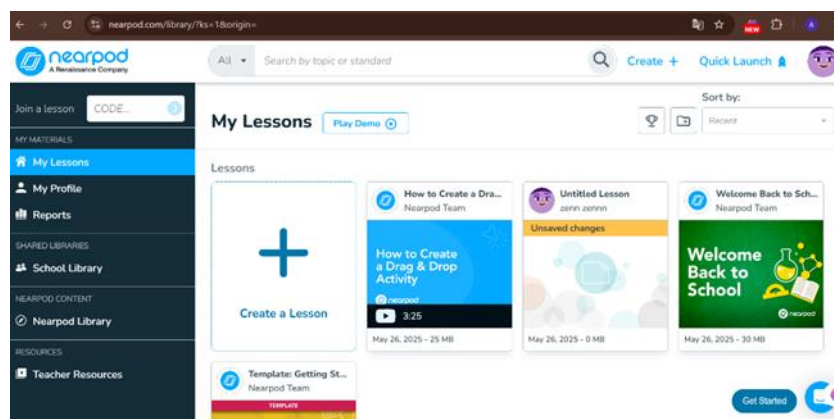 nearpod.com/library/?ks=1&origin=
NEW
A
nearpod
A Renaissance Company
All
Search by topic or standard
Create +
Quick Launch
Join a lesson
CODE...
MY MATERIALS
My Lessons
My Profile
Reports
SHARED LIBRARIES
School Library
NEARPOD CONTENT
Nearpod Library
RESOURCES
Teacher Resources
My Lessons
Play Demo
Sort by:
Recent
Lessons
Create a Lesson
How to Create a Dra...
Nearpod Team
How to Create
a Drag & Drop
Activity
nearpod
3:25
May 26, 2025 - 25 MB
Untitled Lesson
zenn zennn
Unsaved changes
May 26, 2025 - 0 MB
Welcome Back to Sch...
Nearpod Team
Welcome
Back to
School
nearpod
May 26, 2025 - 30 MB
Template: Getting St...
Nearpod Team
TEMPLATE
Get Started